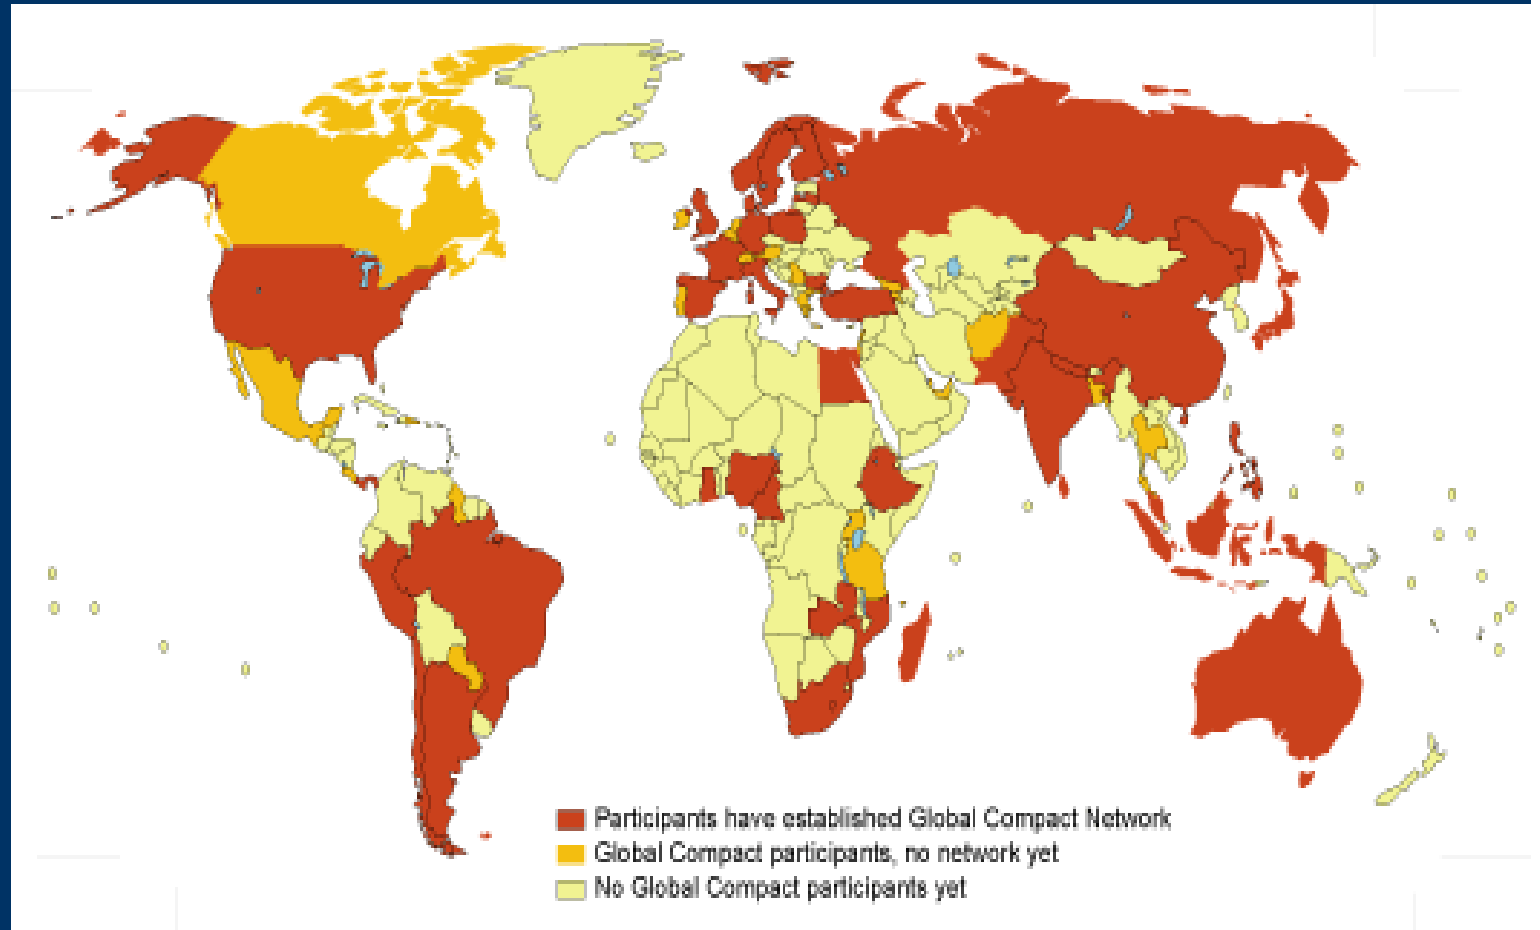 Participants have established Global Compact Network
Global Compact participants, no network yet
No Global Compact participants yet